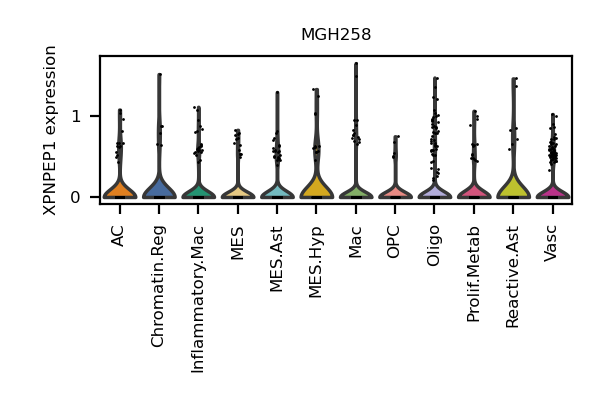 MGH258
XPNPEP1 expression
1
0
AC
Chromatin.Reg
Inflammatory.Mac
MES
MES.Ast
MES.Hyp
Mac
OPC
Oligo
Prolif.Metab
Reactive.Ast
Vasc